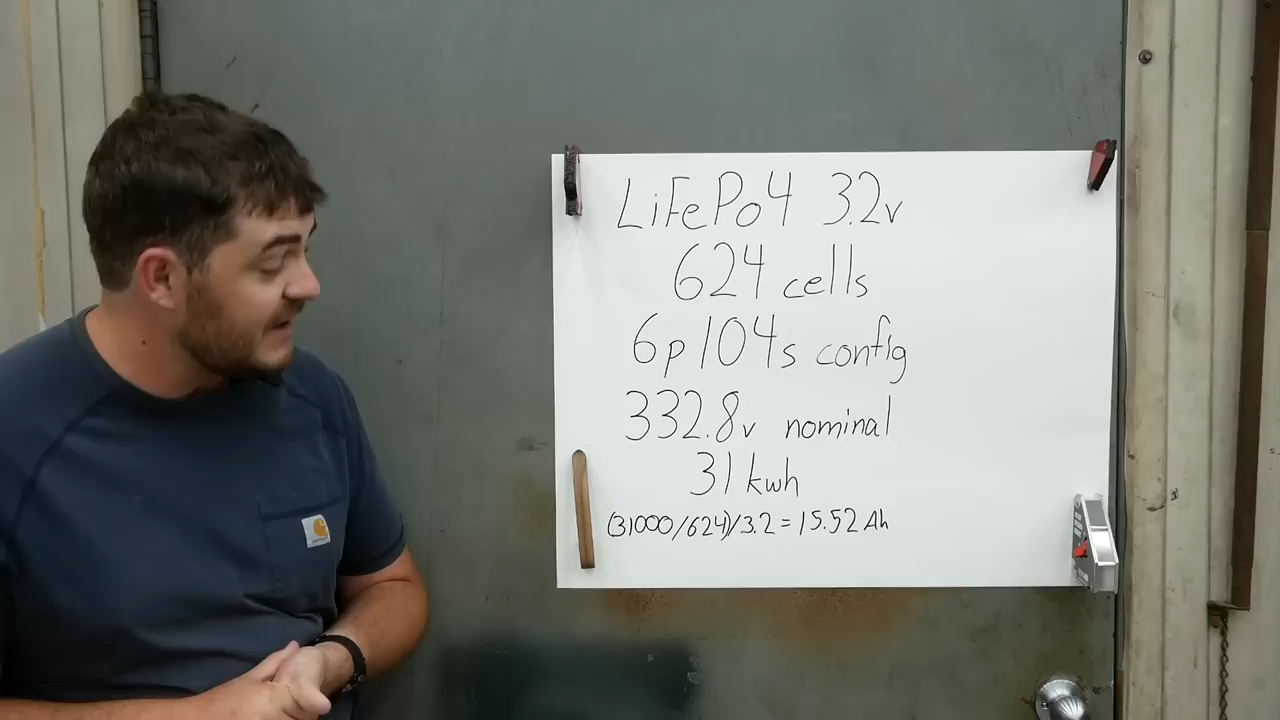 LiFePo4 3.2v
624 cells
6p104s config
332.8v nominal
31 kwh
(31000/624)/3.2=15.52 Ah